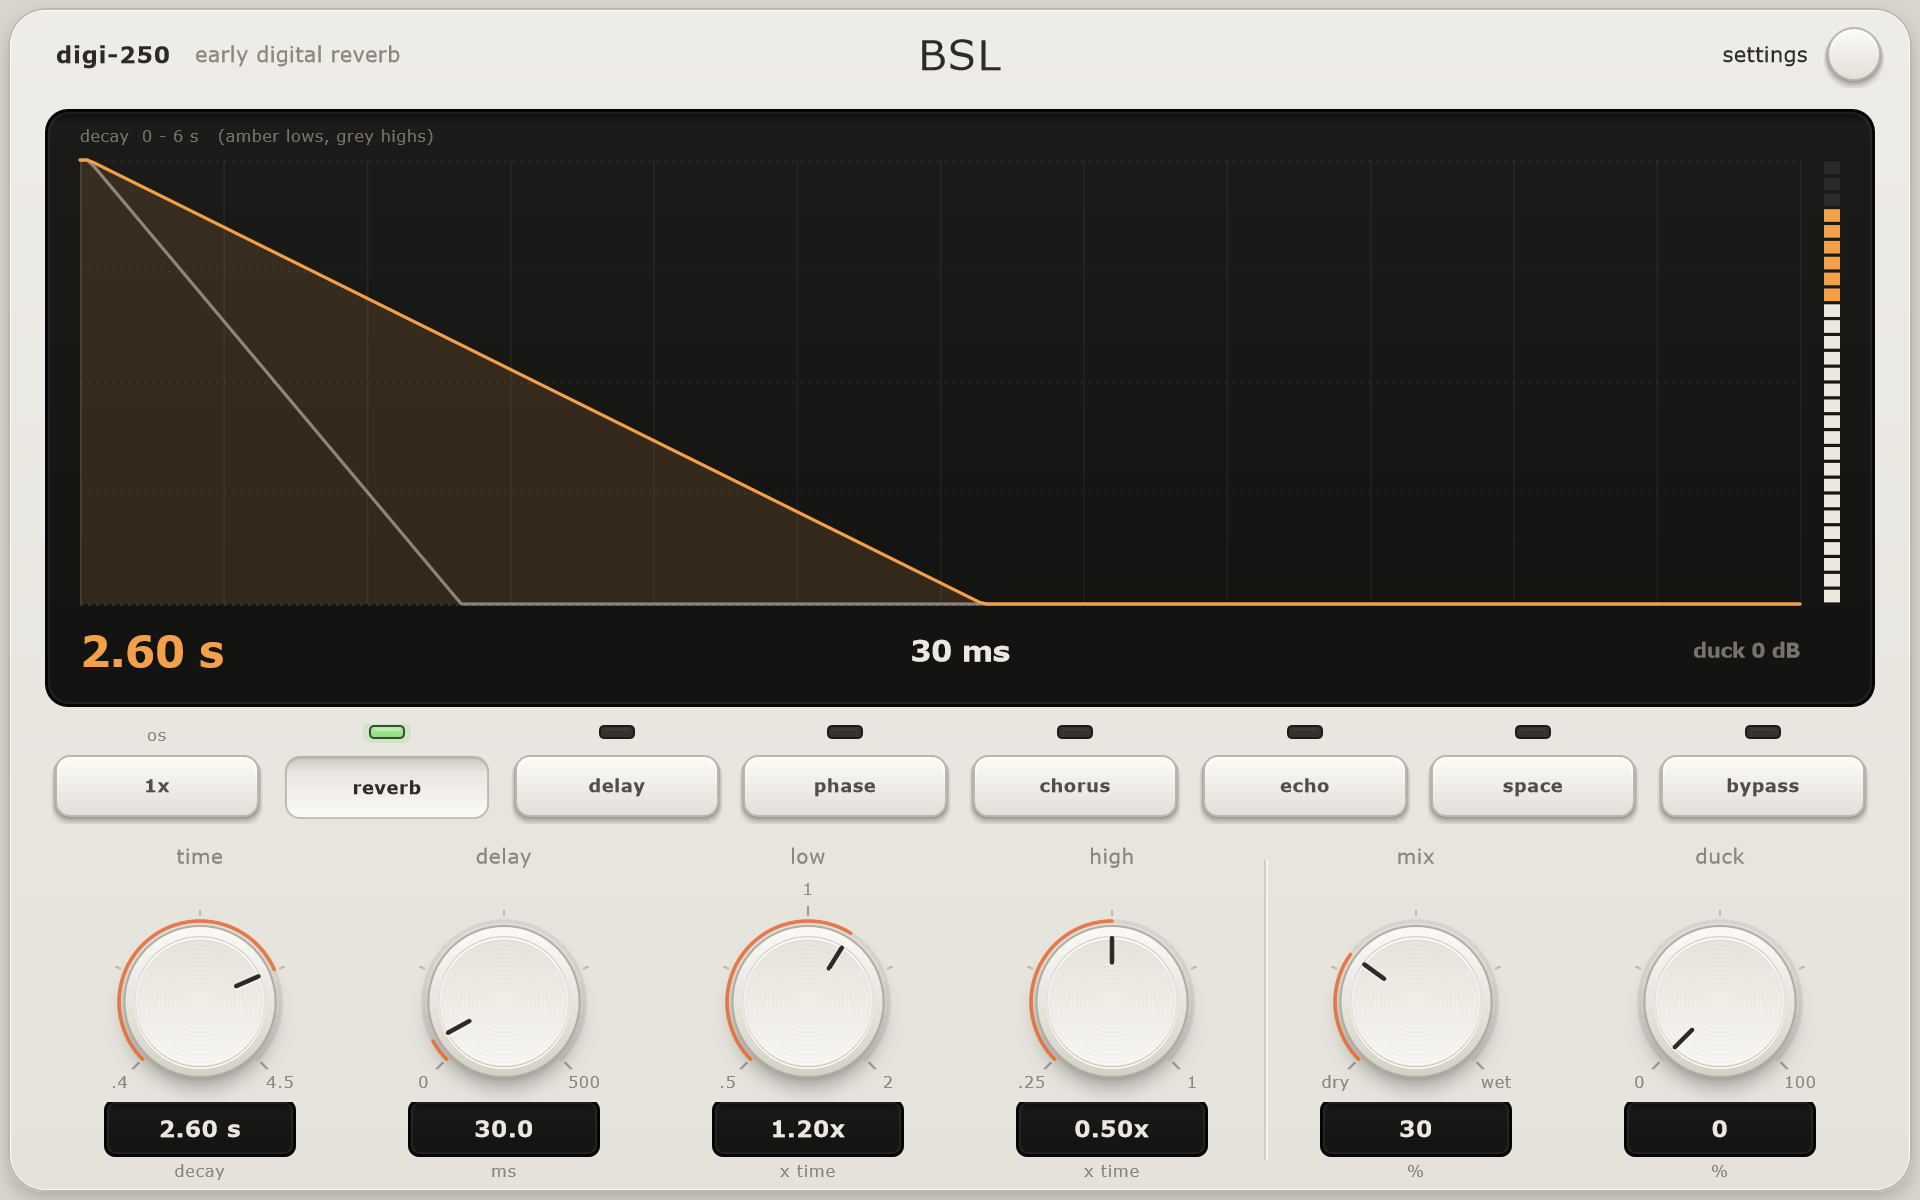 digi-250 early digital reverb BSL settings
decay 0 - 6 s (amber lows, grey highs)
2.60 s 30 ms duck 0 dB
os
1x reverb delay phase chorus echo space bypass
time delay low high mix duck
1
.4 4.5 0 500 .5 2 .25 1 dry wet 0 100
2.60 s 30.0 1.20x 0.50x 30 0
decay ms x time x time % %